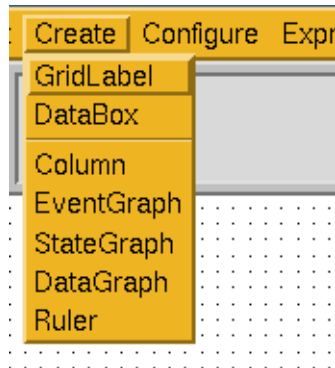 Create Configure
GridLabel
DataBox
Column
EventGraph
StateGraph
DataGraph
Ruler